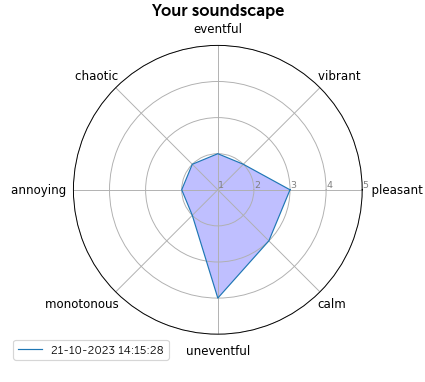 Your soundscape
eventful
chaotic
vibrant
annoying
1 2 3 4 5
pleasant
monotonous
calm
21-10-2023 14:15:28
uneventful